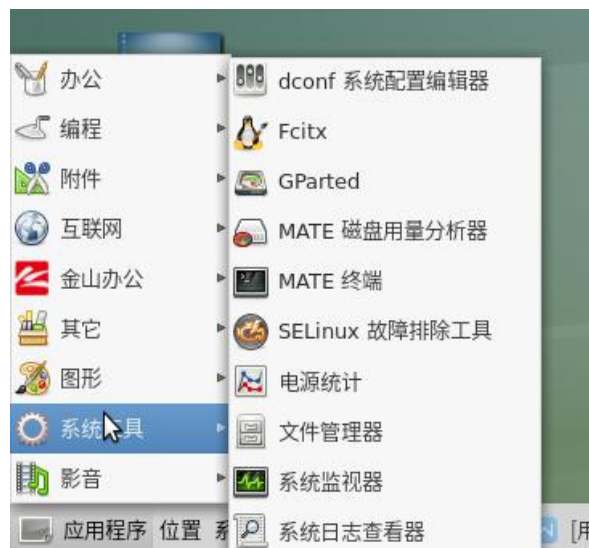 办公
编程
附件
互联网
金山办公
其它
图形
系统工具
影音
dconf 系统配置编辑器
Fcitx
GParted
MATE 磁盘用量分析器
MATE 终端
SELinux 故障排除工具
电源统计
文件管理器
系统监视器
系统日志查看器
应用程序 位置 系
[用